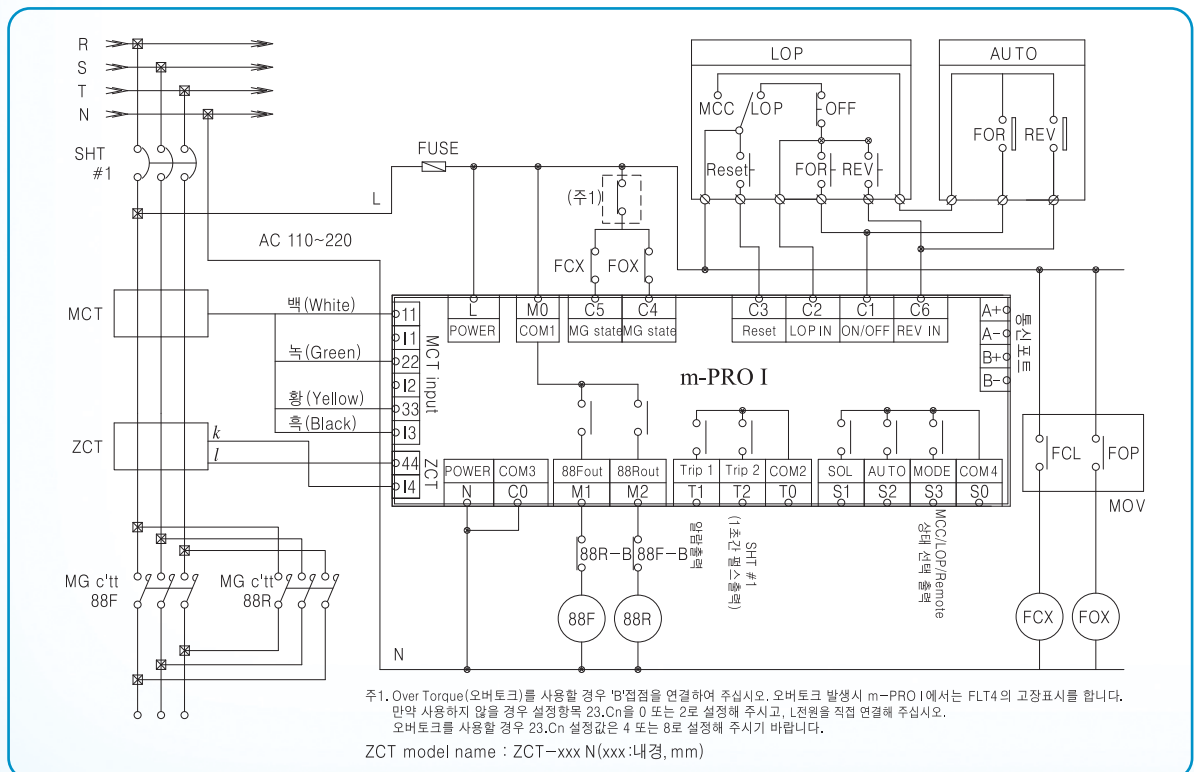 R
S
T
N
SHT
#1
FUSE
L
(주1)
AC 110~220
FCX
FOX
LOP
MCC
LOP
OFF
Reset
FOR
REV
AUTO
FOR
REV
MCT
백(White)
녹(Green)
황(Yellow)
흑(Black)
ZCT
k
l
11
I1
22
I2
33
I3
MCT input
44
I4
ZCT
L
POWER
M0
COM1
C5
MG state
C4
MG state
C3
Reset
C2
LOP IN
C1
ON/OFF
C6
REV IN
A+
A-
B+
B-
통신포트
m-PRO I
POWER
N
COM3
C0
88Fout
M1
88Rout
M2
Trip 1
T1
Trip 2
T2
COM2
T0
SOL
S1
AUTO
S2
MODE
S3
COM4
S0
알람출력
SHT #1
(1초간 펄스출력)
MCC/LOP/Remote
상태 선택 출력
88R-B
88F-B
88F
88R
FCL
FOP
MOV
FCX
FOX
MG c'tt
88F
MG c'tt
88R
N
주1. Over Torque(오버토크)를 사용할 경우 'B'접점을 연결하여 주십시오. 오버토크 발생시 m-PRO I에서는 FLT4의 고장표시를 합니다.
만약 사용하지 않을 경우 설정항목 23.Cn을 0 또는 2로 설정해 주시고, L전원을 직접 연결해 주십시오.
오버토크를 사용할 경우 23.Cn 설정값은 4 또는 8로 설정해 주시기 바랍니다.
ZCT model name : ZCT-xxx N(xxx:내경, mm)